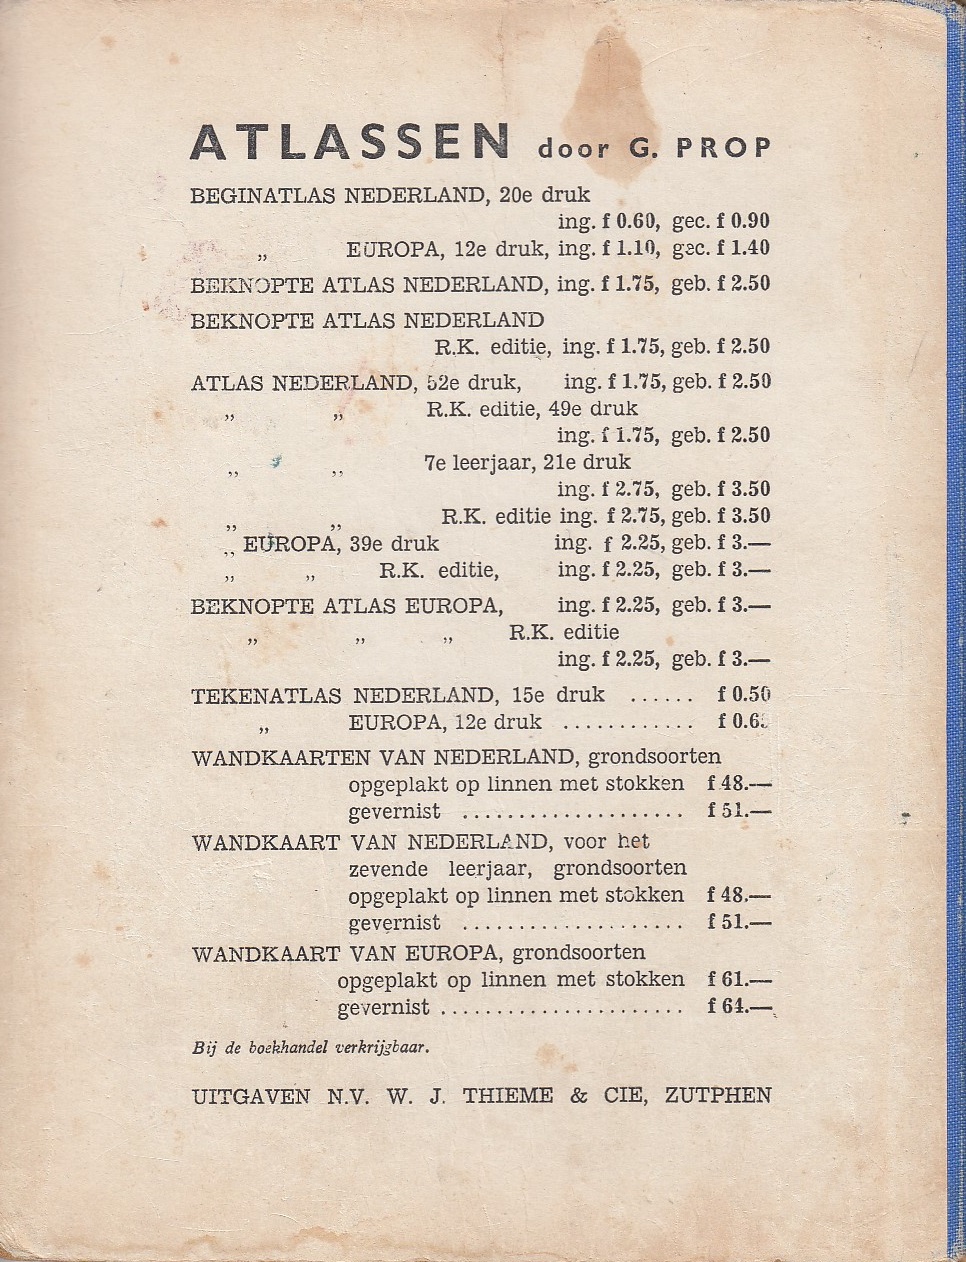 ATLASSEN door G. PROP
BEGINATLAS NEDERLAND, 20e druk
ing. f 0.60, gec. f 0.90
„ EUROPA, 12e druk, ing. f 1.10, gec. f 1.40
BEKNOPTE ATLAS NEDERLAND, ing. f 1.75, geb. f 2.50
BEKNOPTE ATLAS NEDERLAND
R.K. editie, ing. f 1.75, geb. f 2.50
ATLAS NEDERLAND, 52e druk, ing. f 1.75, geb. f 2.50
„ „ R.K. editie, 49e druk
ing. f 1.75, geb. f 2.50
„ „ 7e leerjaar, 21e druk
ing. f 2.75, geb. f 3.50
„ „ R.K. editie ing. f 2.75, geb. f 3.50
„ EUROPA, 39e druk ing. f 2.25, geb. f 3.—
„ „ R.K. editie, ing. f 2.25, geb. f 3.—
BEKNOPTE ATLAS EUROPA, ing. f 2.25, geb. f 3.—
„ „ „ R.K. editie
ing. f 2.25, geb. f 3.—
TEKENATLAS NEDERLAND, 15e druk ...... f 0.50
„ EUROPA, 12e druk ............ f
WANDKAARTEN VAN NEDERLAND, grondsoorten
opgeplakt op linnen met stokken f 48.—
gevernist .................... f 51.—
WANDKAART VAN NEDERLAND, voor het
zevende leerjaar, grondsoorten
opgeplakt op linnen met stokken f 48.—
gevernist .................... f 51.—
WANDKAART VAN EUROPA, grondsoorten
opgeplakt op linnen met stokken f 61.—
gevernist ...................... f 64.—
Bij de boekhandel verkrijgbaar.
UITGAVEN N.V. W. J. THIEME & CIE, ZUTPHEN